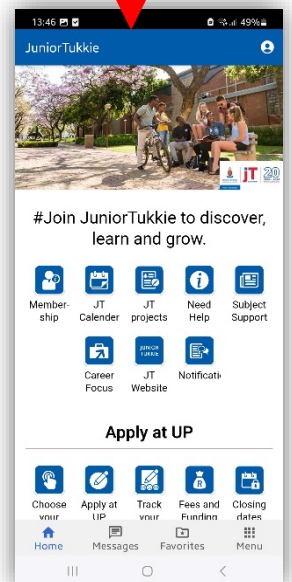 13:46 49%
JuniorTukkie
jT 20
#Join JuniorTukkie to discover,
learn and grow.
Member-
ship
JT
Calender
JT
projects
Need
Help
Subject
Support
JUNIOR
TUKKIE
Career
Focus
JT
Website
Notificati
Apply at UP
Choose
your
Apply at
UP
Track
your
Fees and
Funding
Closing
dates
Home Messages Favorites Menu